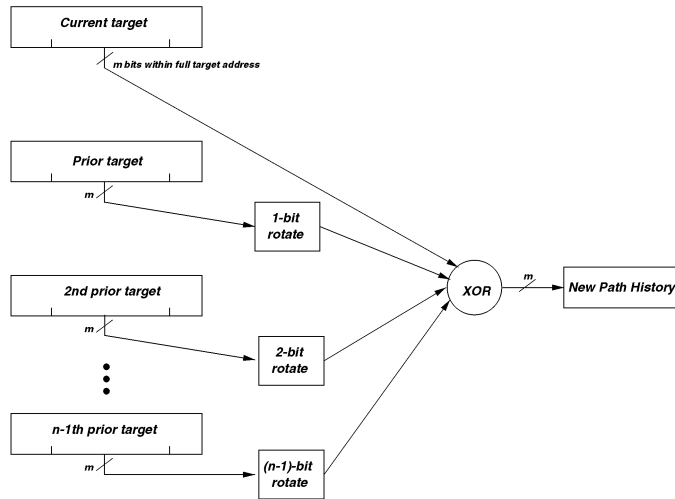 Current target
m bits within full target address
Prior target
m
1-bit
rotate
2nd prior target
m
2-bit
rotate
XOR
m
New Path History
n-1th prior target
m
(n-1)-bit
rotate